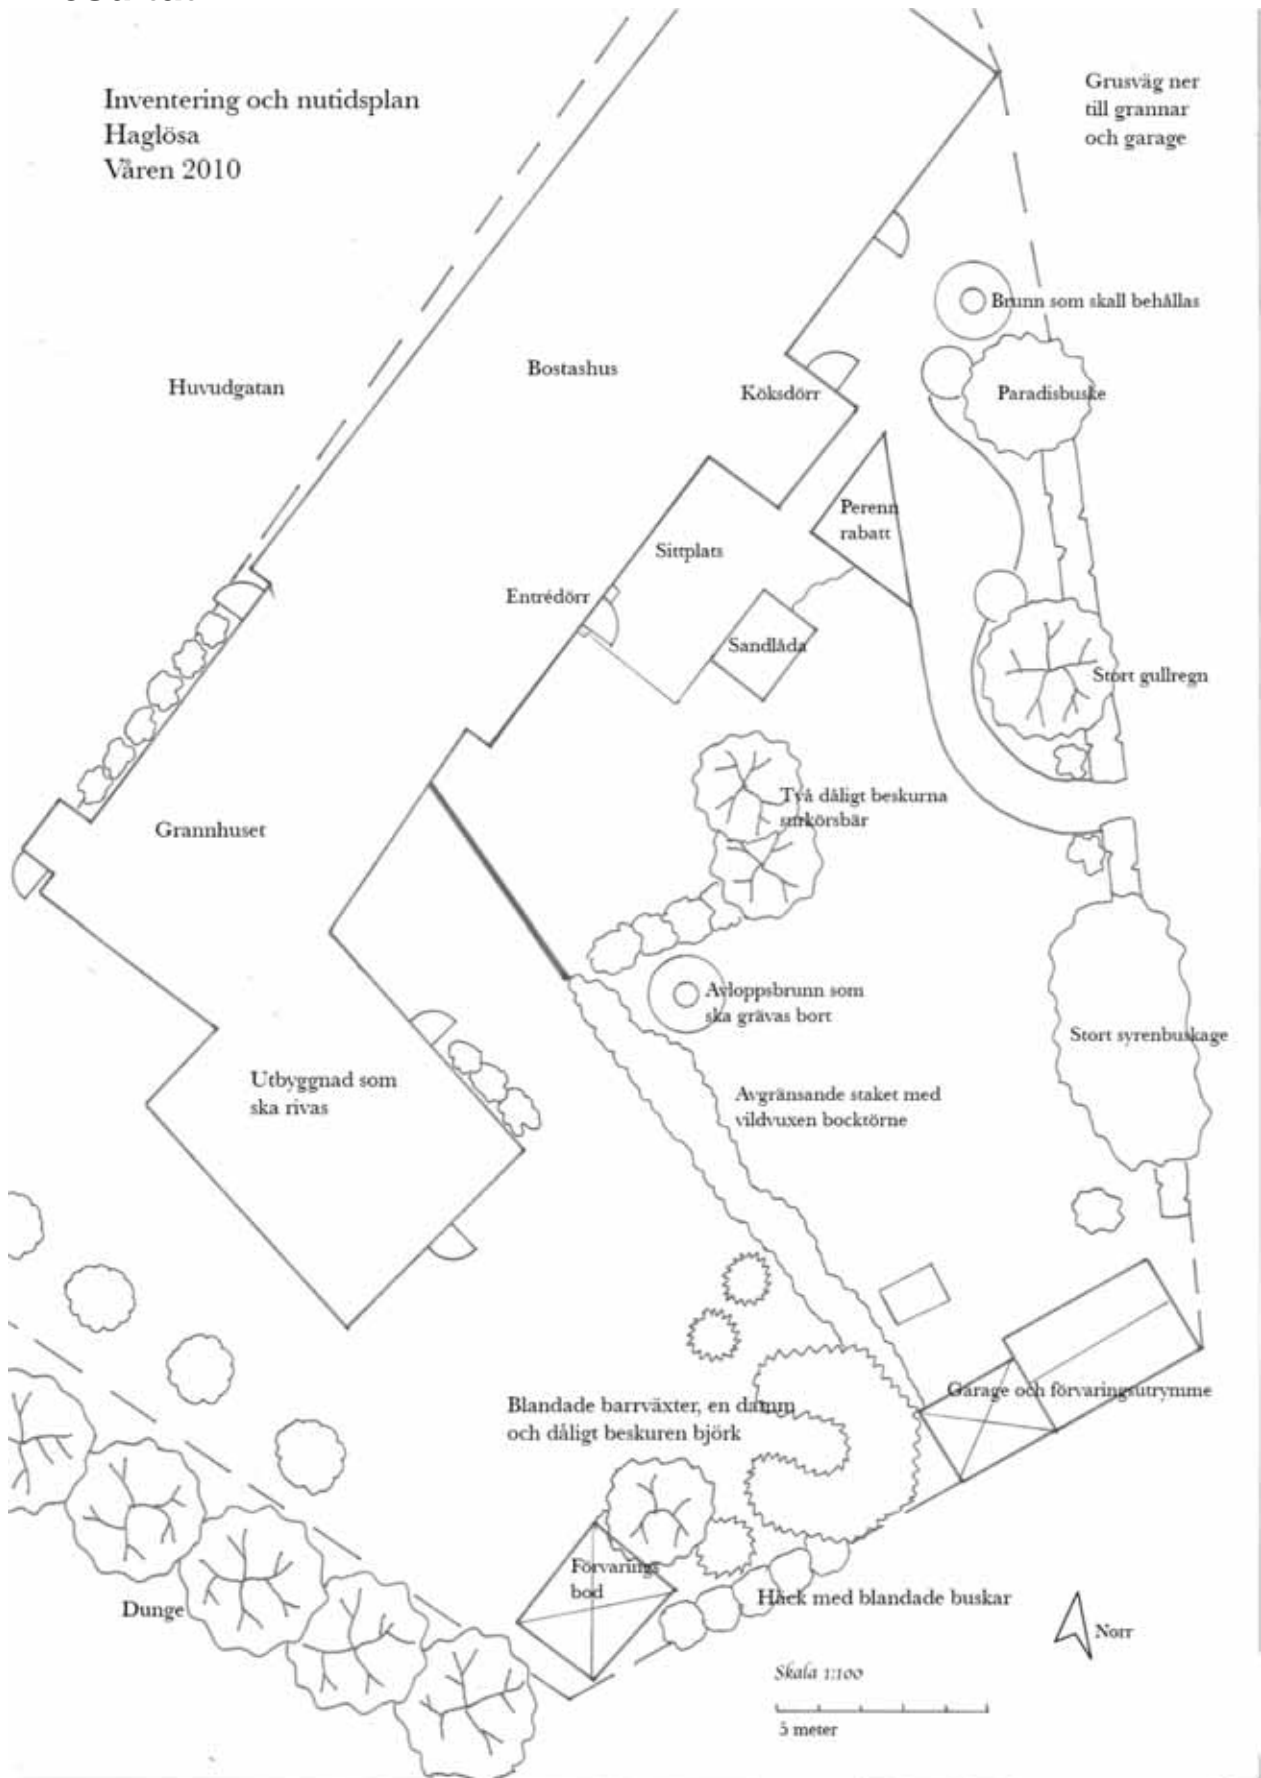 Inventering och nutidsplan
Haglösa
Våren 2010
Grusväg ner
till grannar
och garage
Brunn som skall behållas
Huvudgatan
Bostashus
Köksdörr
Paradisbuske
Perenn
rabatt
Sittplats
Entrédörr
Sandlåda
Stort gullregn
Två dåligt beskurna
surkörsbär
Grannhuset
Avloppsbrunn som
ska grävas bort
Stort syrenbuskage
Utbyggnad som
ska rivas
Avgränsande staket med
vildvuxen bocktörne
Garage och förvaringsutrymme
Blandade barrväxter, en damm
och dåligt beskuren björk
Förvarings
bod
Häck med blandade buskar
Dunge
Norr
Skala 1:100
5 meter